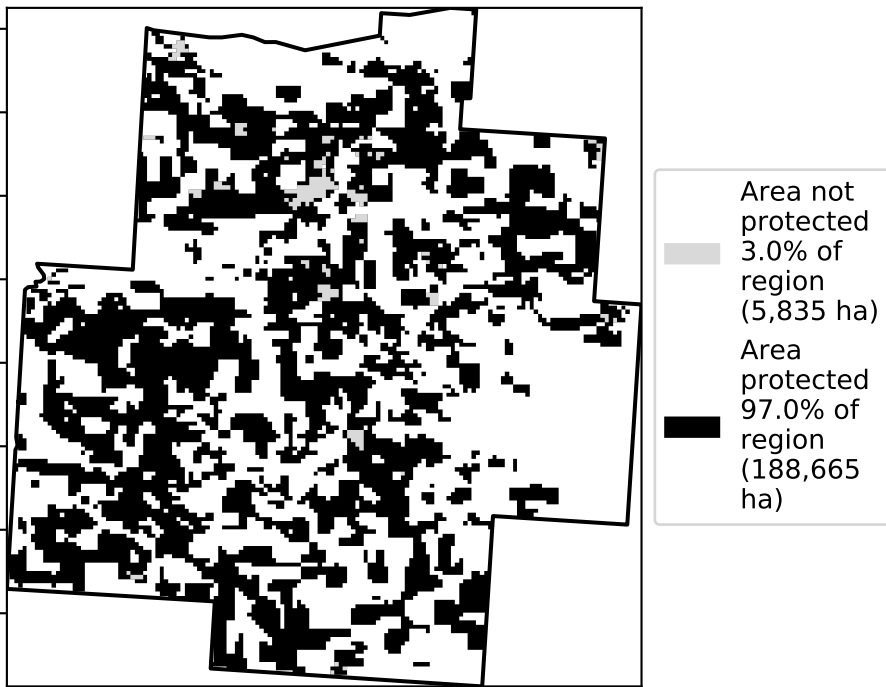 Area not
protected
3.0% of
region
(5,835 ha)
Area
protected
97.0% of
region
(188,665
ha)